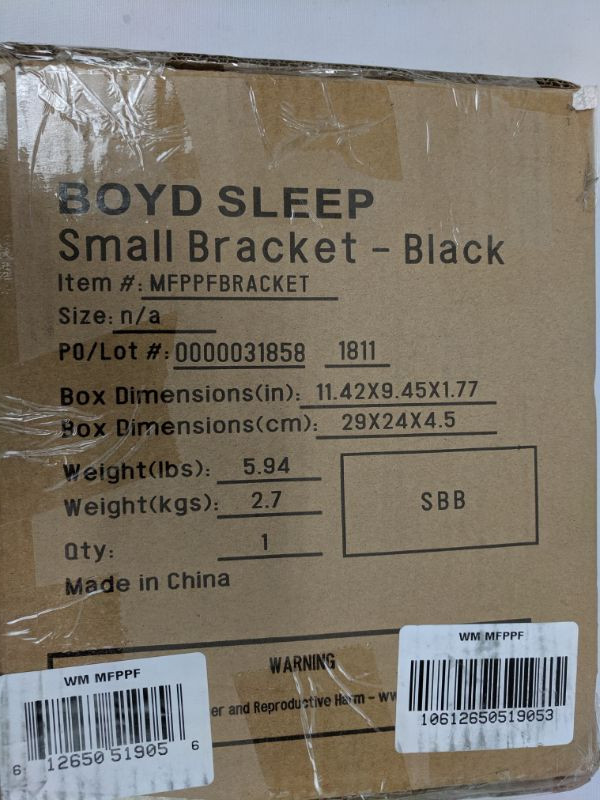 BOYD SLEEP
Small Bracket - Black
Item #: MFPPFBRACKET
Size: n/a
PO/Lot #: 0000031858 1811
Box Dimensions(in): 11.42X9.45X1.77
Box Dimensions(cm): 29X24X4.5
Weight(lbs): 5.94
Weight(kgs): 2.7
SBB
Qty: 1
Made in China
WARNING
er and Reproductive Harm - ww
WM MFPPF
6 12650 51905 6
WM MFPPF
10612650519053